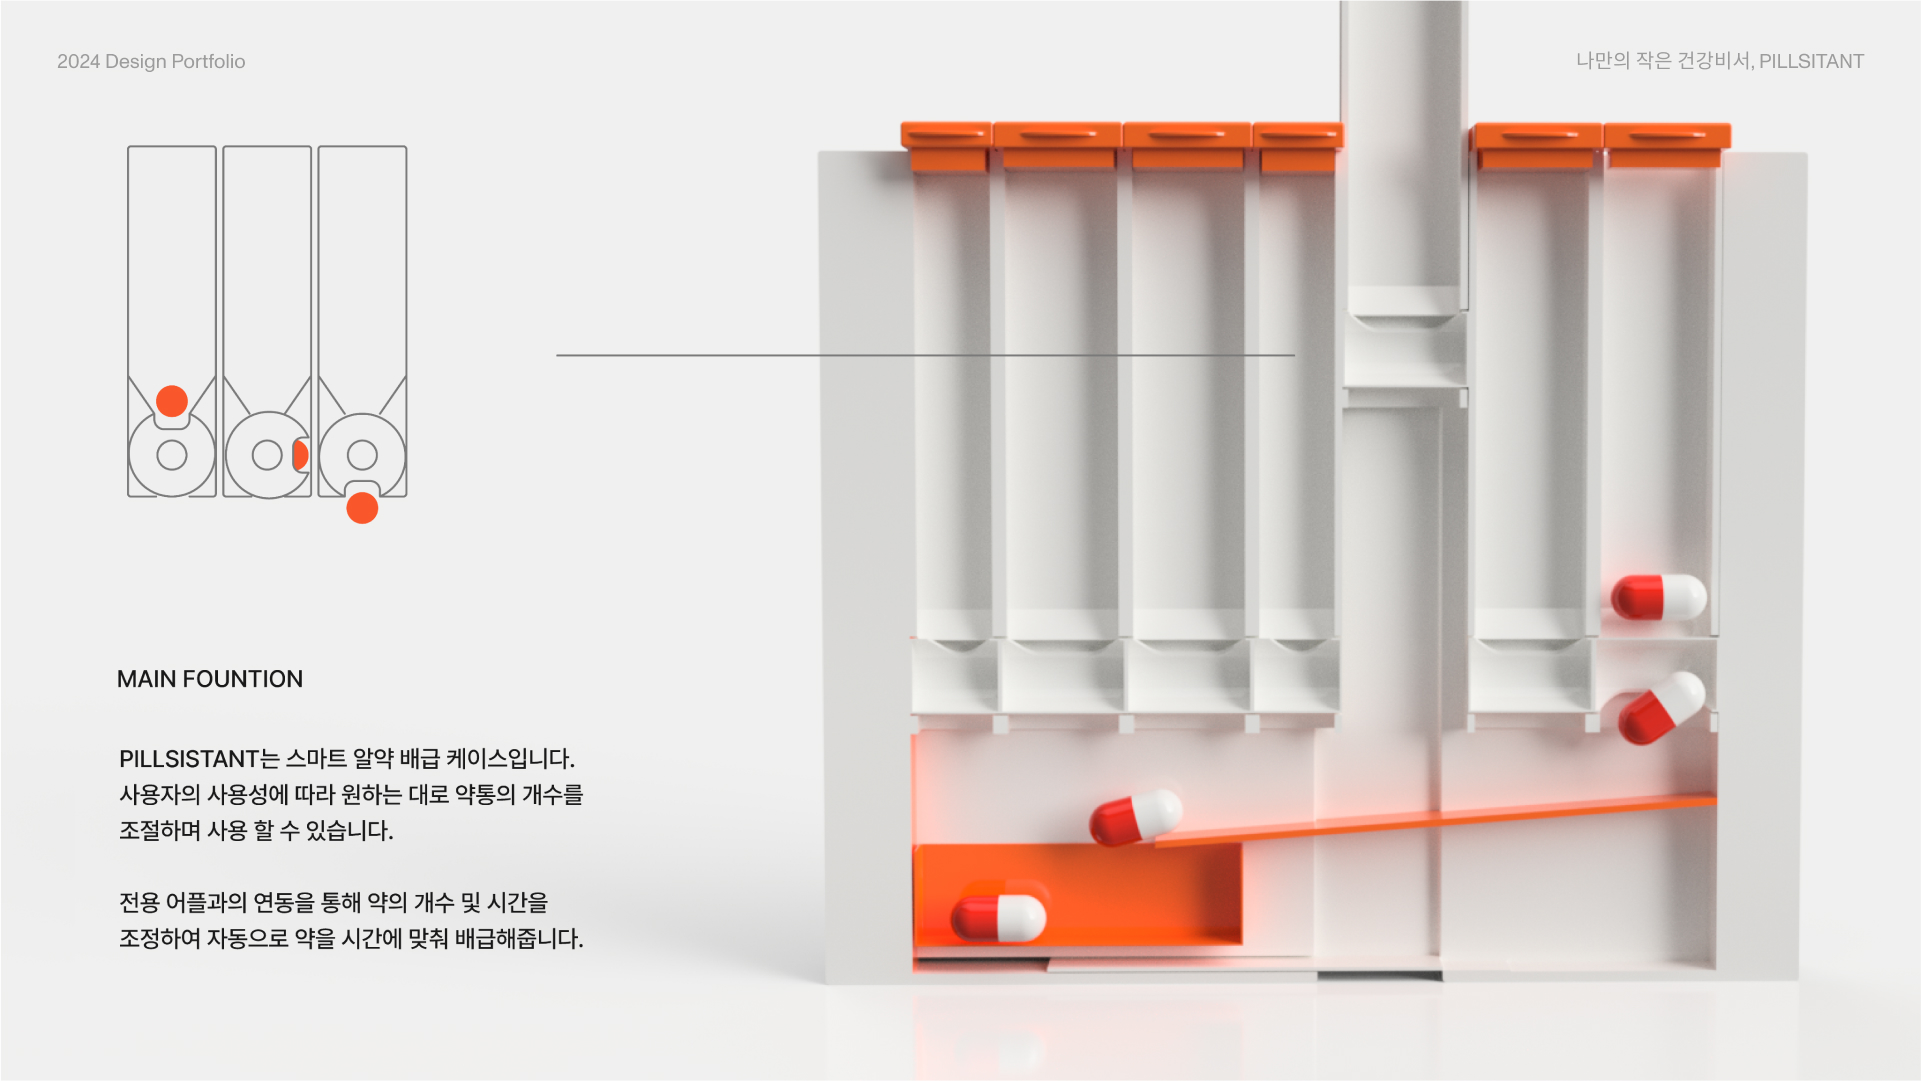 2024 Design Portfolio
나만의 작은 건강비서, PILLSITANT
MAIN FOUNTION
PILLSISTANT는 스마트 알약 배급 케이스입니다.
사용자의 사용성에 따라 원하는 대로 약통의 개수를
조절하며 사용 할 수 있습니다.
전용 어플과의 연동을 통해 약의 개수 및 시간을
조정하여 자동으로 약을 시간에 맞춰 배급해줍니다.